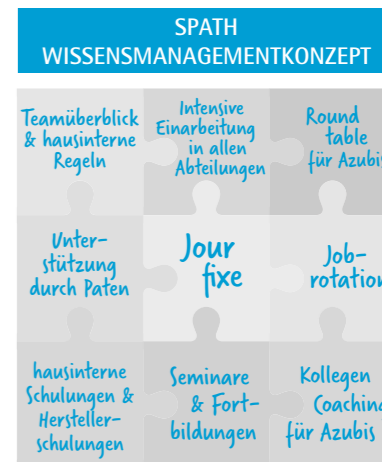 SPATH
WISSENSMANAGEMENTKONZEPT
Teamüberblick
& hausinterne
Regeln
Intensive
Einarbeitung
in allen
Abteilungen
Round
table
für Azubis
Unter-
stützung
durch Paten
Jour
fixe
Job-
rotation
hausinterne
Schulungen &
Hersteller-
schulungen
Seminare
& Fort-
bildungen
Kollegen
Coaching
für Azubis